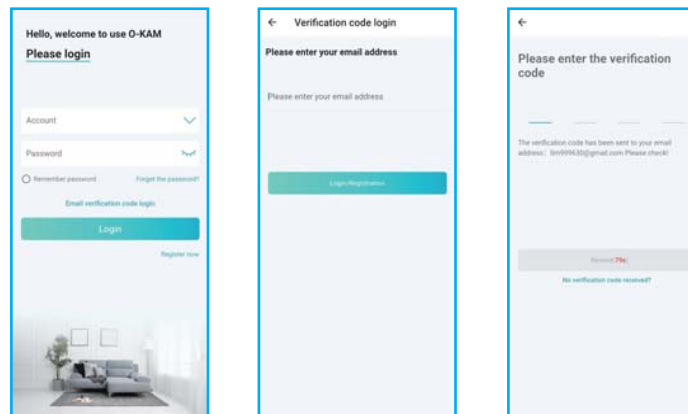 Hello, welcome to use O-KAM
Please login
Account
Password
Remember password Forget the password?
Email verification code login
Login
Register now
Verification code login
Please enter your email address
Please enter your email address
Login/Registration
Please enter the verification
code
The verification code has been sent to your email
Please check!
Resend(79s)
No verification code received?